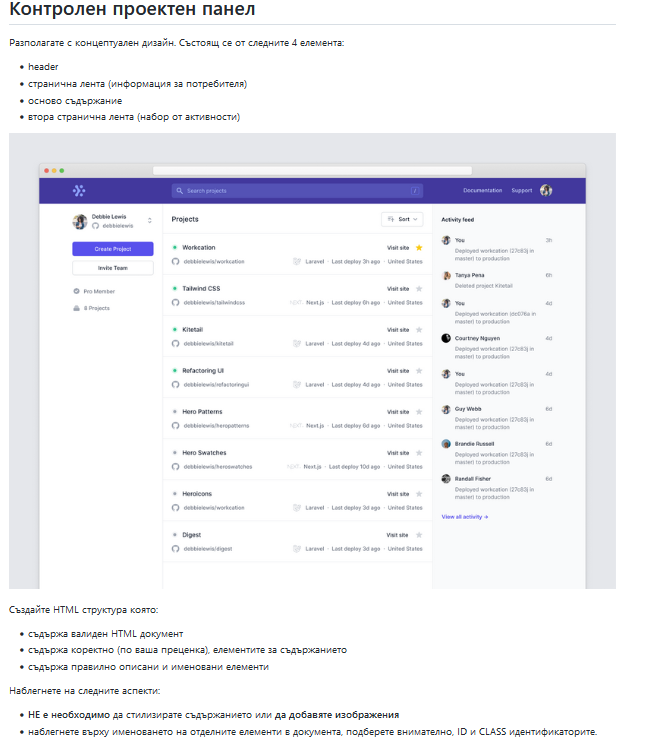 Контролен проектен панел
Разполагате с концептуален дизайн. Състоящ се от следните 4 елемента:
header
странична лента (информация за потребителя)
осново съдържание
втора странична лента (набор от активности)
Search projects
/
Documentation
Support
Debbie Lewis
debbielewis
Create Project
Invite Team
Pro Member
8 Projects
Projects
Sort
Workcation
Visit site
debbielewis/workcation
Laravel · Last deploy 3h ago · United States
Tailwind CSS
Visit site
debbielewis/tailwindcss
Next.js · Last deploy 6h ago · United States
Kitetail
Visit site
debbielewis/kitetail
Laravel · Last deploy 4d ago · United States
Refactoring UI
Visit site
debbielewis/refactoringui
Laravel · Last deploy 4d ago · United States
Hero Patterns
Visit site
debbielewis/heropatterns
Laravel · Last deploy 6d ago · United States
Hero Swatches
Visit site
debbielewis/heroswatches
NEXT Next.js · Last deploy 10d ago · United States
Heroicons
Visit site
debbielewis/workcation
Laravel · Last deploy 3d ago · United States
Digest
Visit site
debbielewis/digest
Laravel · Last deploy 3d ago · United States
Activity feed
You 3h
Deployed workcation (27c83j in
master) to production
Tanya Pena 6h
Deleted project Kitetail
You 4d
Deployed workcation (dc076a in
master) to production
Courtney Nguyen 4d
Deployed workcation (27c83j in
master) to production
You 4d
Deployed workcation (27c83j in
master) to production
Guy Webb 6d
Deployed workcation (27c83j in
master) to production
Brandie Russell 6d
Deployed workcation (27c83j in
master) to production
Randall Fisher 6d
Deployed workcation (27c83j in
master) to production
View all activity →
Създайте HTML структура която:
съдържа валиден HTML документ
съдържа коректно (по ваша преценка), елементите за съдържанието
съдържа правилно описани и именовани елементи
Наблегнете на следните аспекти:
НЕ е необходимо да стилизирате съдържанието или да добавяте изображения
наблегнете върху именоването на отделните елементи в документа, подберете внимателно, ID и CLASS идентификаторите.